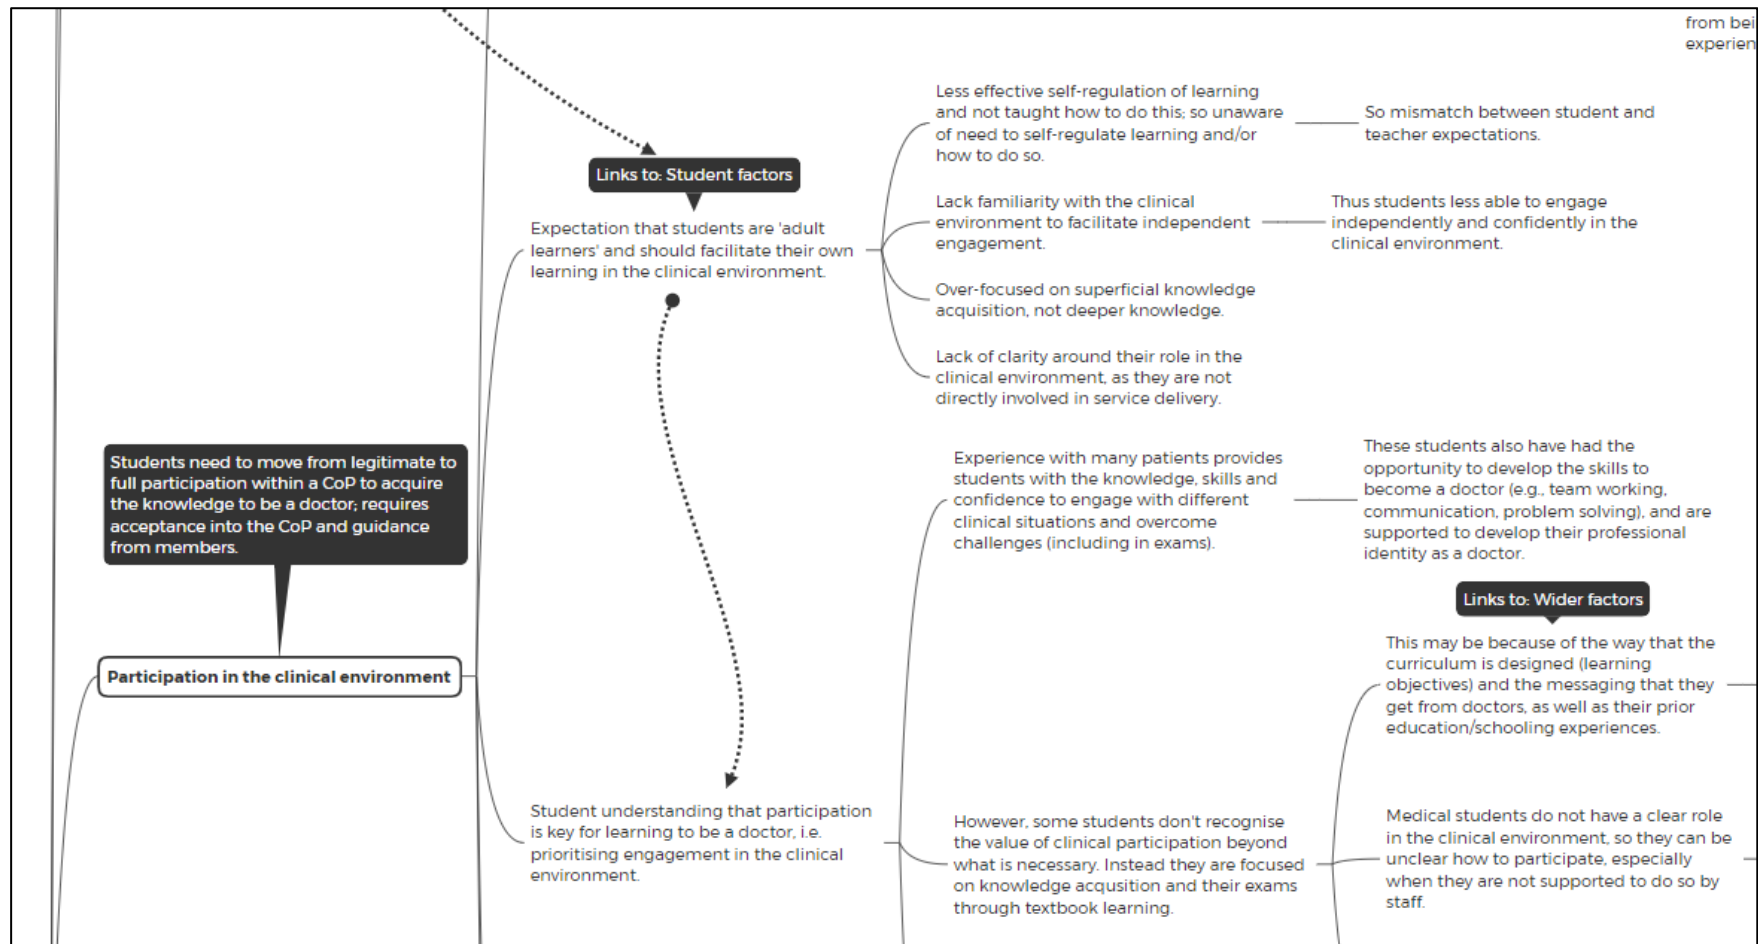 from bei
experien
Less effective self-regulation of learning
and not taught how to do this; so unaware
of need to self-regulate learning and/or
how to do so.
So mismatch between student and
teacher expectations.
Links to: Student factors
Expectation that students are 'adult
learners' and should facilitate their own
learning in the clinical environment.
Lack familiarity with the clinical
environment to facilitate independent
engagement.
Thus students less able to engage
independently and confidently in the
clinical environment.
Over-focused on superficial knowledge
acquisition, not deeper knowledge.
Lack of clarity around their role in the
clinical environment, as they are not
directly involved in service delivery.
Students need to move from legitimate to
full participation within a CoP to acquire
the knowledge to be a doctor; requires
acceptance into the CoP and guidance
from members.
Participation in the clinical environment
Experience with many patients provides
students with the knowledge, skills and
confidence to engage with different
clinical situations and overcome
challenges (including in exams).
These students also have had the
opportunity to develop the skills to
become a doctor (e.g., team working,
communication, problem solving), and are
supported to develop their professional
identity as a doctor.
Links to: Wider factors
This may be because of the way that the
curriculum is designed (learning
objectives) and the messaging that they
get from doctors, as well as their prior
education/schooling experiences.
Student understanding that participation
is key for learning to be a doctor, i.e.
prioritising engagement in the clinical
environment.
However, some students don't recognise
the value of clinical participation beyond
what is necessary. Instead they are focused
on knowledge acqusition and their exams
through textbook learning.
Medical students do not have a clear role
in the clinical environment, so they can be
unclear how to participate, especially
when they are not supported to do so by
staff.